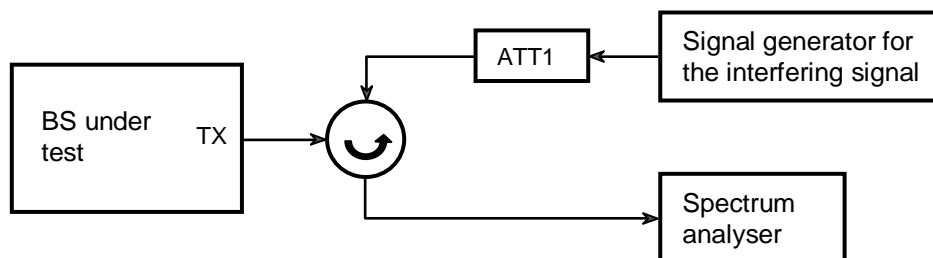 BS under
test
TX
ATT1
Signal generator for
the interfering signal
Spectrum
analyser